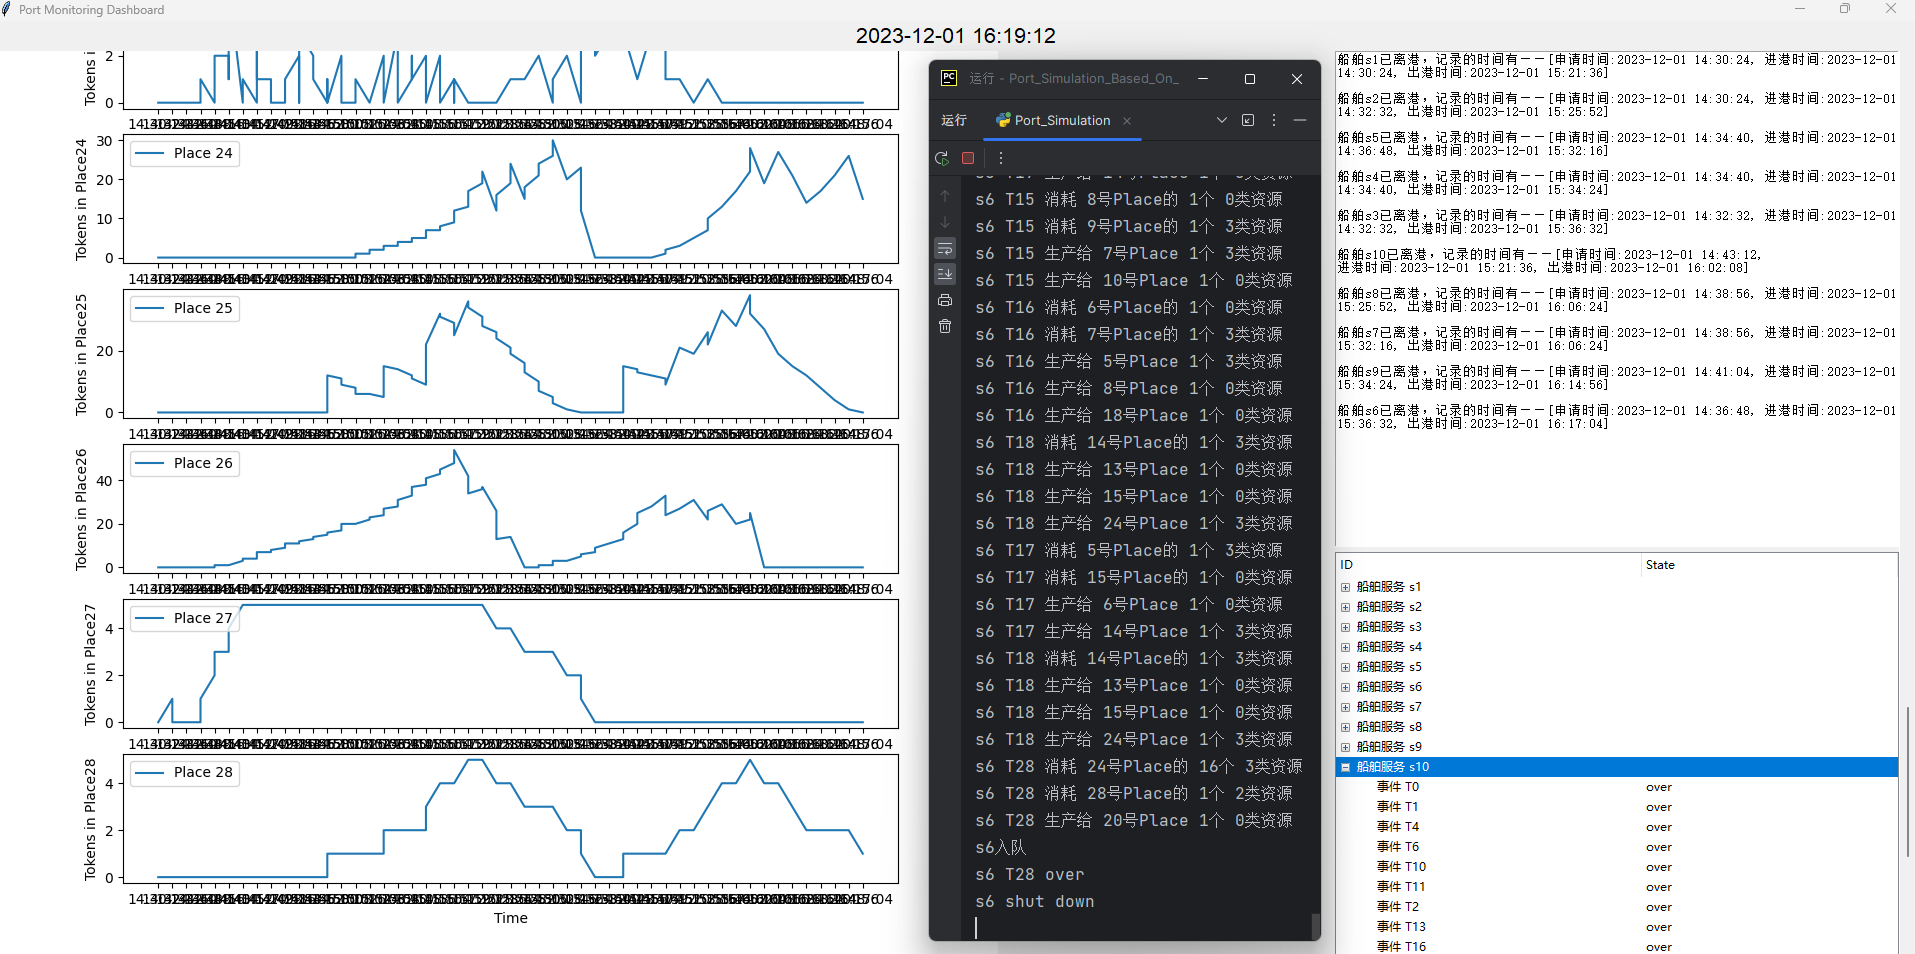 Port Monitoring Dashboard
2023-12-01 16:19:12
2
0
Place 24
Tokens in Place24
30
20
10
0
Place 25
Tokens in Place25
20
0
Place 26
Tokens in Place26
40
20
0
Place 27
Tokens in Place27
4
2
0
Place 28
Tokens in Place28
4
2
0
Time
运行 - Port_Simulation_Based_On_
运行
Port_Simulation
s6 T15 消耗 8号Place的 1个 0类资源
s6 T15 消耗 9号Place的 1个 3类资源
s6 T15 生产给 7号Place 1个 3类资源
s6 T15 生产给 10号Place 1个 0类资源
s6 T16 消耗 6号Place的 1个 0类资源
s6 T16 消耗 7号Place的 1个 3类资源
s6 T16 生产给 5号Place 1个 3类资源
s6 T16 生产给 8号Place 1个 0类资源
s6 T16 生产给 18号Place 1个 0类资源
s6 T18 消耗 14号Place的 1个 3类资源
s6 T18 生产给 13号Place 1个 0类资源
s6 T18 生产给 15号Place 1个 0类资源
s6 T18 生产给 24号Place 1个 3类资源
s6 T17 消耗 5号Place的 1个 3类资源
s6 T17 消耗 15号Place的 1个 0类资源
s6 T17 生产给 6号Place 1个 0类资源
s6 T17 生产给 14号Place 1个 3类资源
s6 T18 消耗 14号Place的 1个 3类资源
s6 T18 生产给 13号Place 1个 0类资源
s6 T18 生产给 15号Place 1个 0类资源
s6 T18 生产给 24号Place 1个 3类资源
s6 T28 消耗 24号Place的 16个 3类资源
s6 T28 消耗 28号Place的 1个 2类资源
s6 T28 生产给 20号Place 1个 0类资源
s6入队
s6 T28 over
s6 shut down
船舶s1已离港，记录的时间有——[申请时间:2023-12-01 14:30:24, 进港时间:2023-12-01
14:30:24, 出港时间:2023-12-01 15:21:36]
船舶s2已离港，记录的时间有——[申请时间:2023-12-01 14:30:24, 进港时间:2023-12-01
14:32:32, 出港时间:2023-12-01 15:25:52]
船舶s5已离港，记录的时间有——[申请时间:2023-12-01 14:34:40, 进港时间:2023-12-01
14:36:48, 出港时间:2023-12-01 15:32:16]
船舶s4已离港，记录的时间有——[申请时间:2023-12-01 14:34:40, 进港时间:2023-12-01
14:34:40, 出港时间:2023-12-01 15:34:24]
船舶s3已离港，记录的时间有——[申请时间:2023-12-01 14:32:32, 进港时间:2023-12-01
14:32:32, 出港时间:2023-12-01 15:36:32]
船舶s10已离港，记录的时间有——[申请时间:2023-12-01 14:43:12,
进港时间:2023-12-01 15:21:36, 出港时间:2023-12-01 16:02:08]
船舶s8已离港，记录的时间有——[申请时间:2023-12-01 14:38:56, 进港时间:2023-12-01
15:25:52, 出港时间:2023-12-01 16:06:24]
船舶s7已离港，记录的时间有——[申请时间:2023-12-01 14:38:56, 进港时间:2023-12-01
15:32:16, 出港时间:2023-12-01 16:06:24]
船舶s9已离港，记录的时间有——[申请时间:2023-12-01 14:41:04, 进港时间:2023-12-01
15:34:24, 出港时间:2023-12-01 16:14:56]
船舶s6已离港，记录的时间有——[申请时间:2023-12-01 14:36:48, 进港时间:2023-12-01
15:36:32, 出港时间:2023-12-01 16:17:04]
ID State
船舶服务 s1
船舶服务 s2
船舶服务 s3
船舶服务 s4
船舶服务 s5
船舶服务 s6
船舶服务 s7
船舶服务 s8
船舶服务 s9
船舶服务 s10
事件 T0 over
事件 T1 over
事件 T4 over
事件 T6 over
事件 T10 over
事件 T11 over
事件 T2 over
事件 T13 over
事件 T16 over